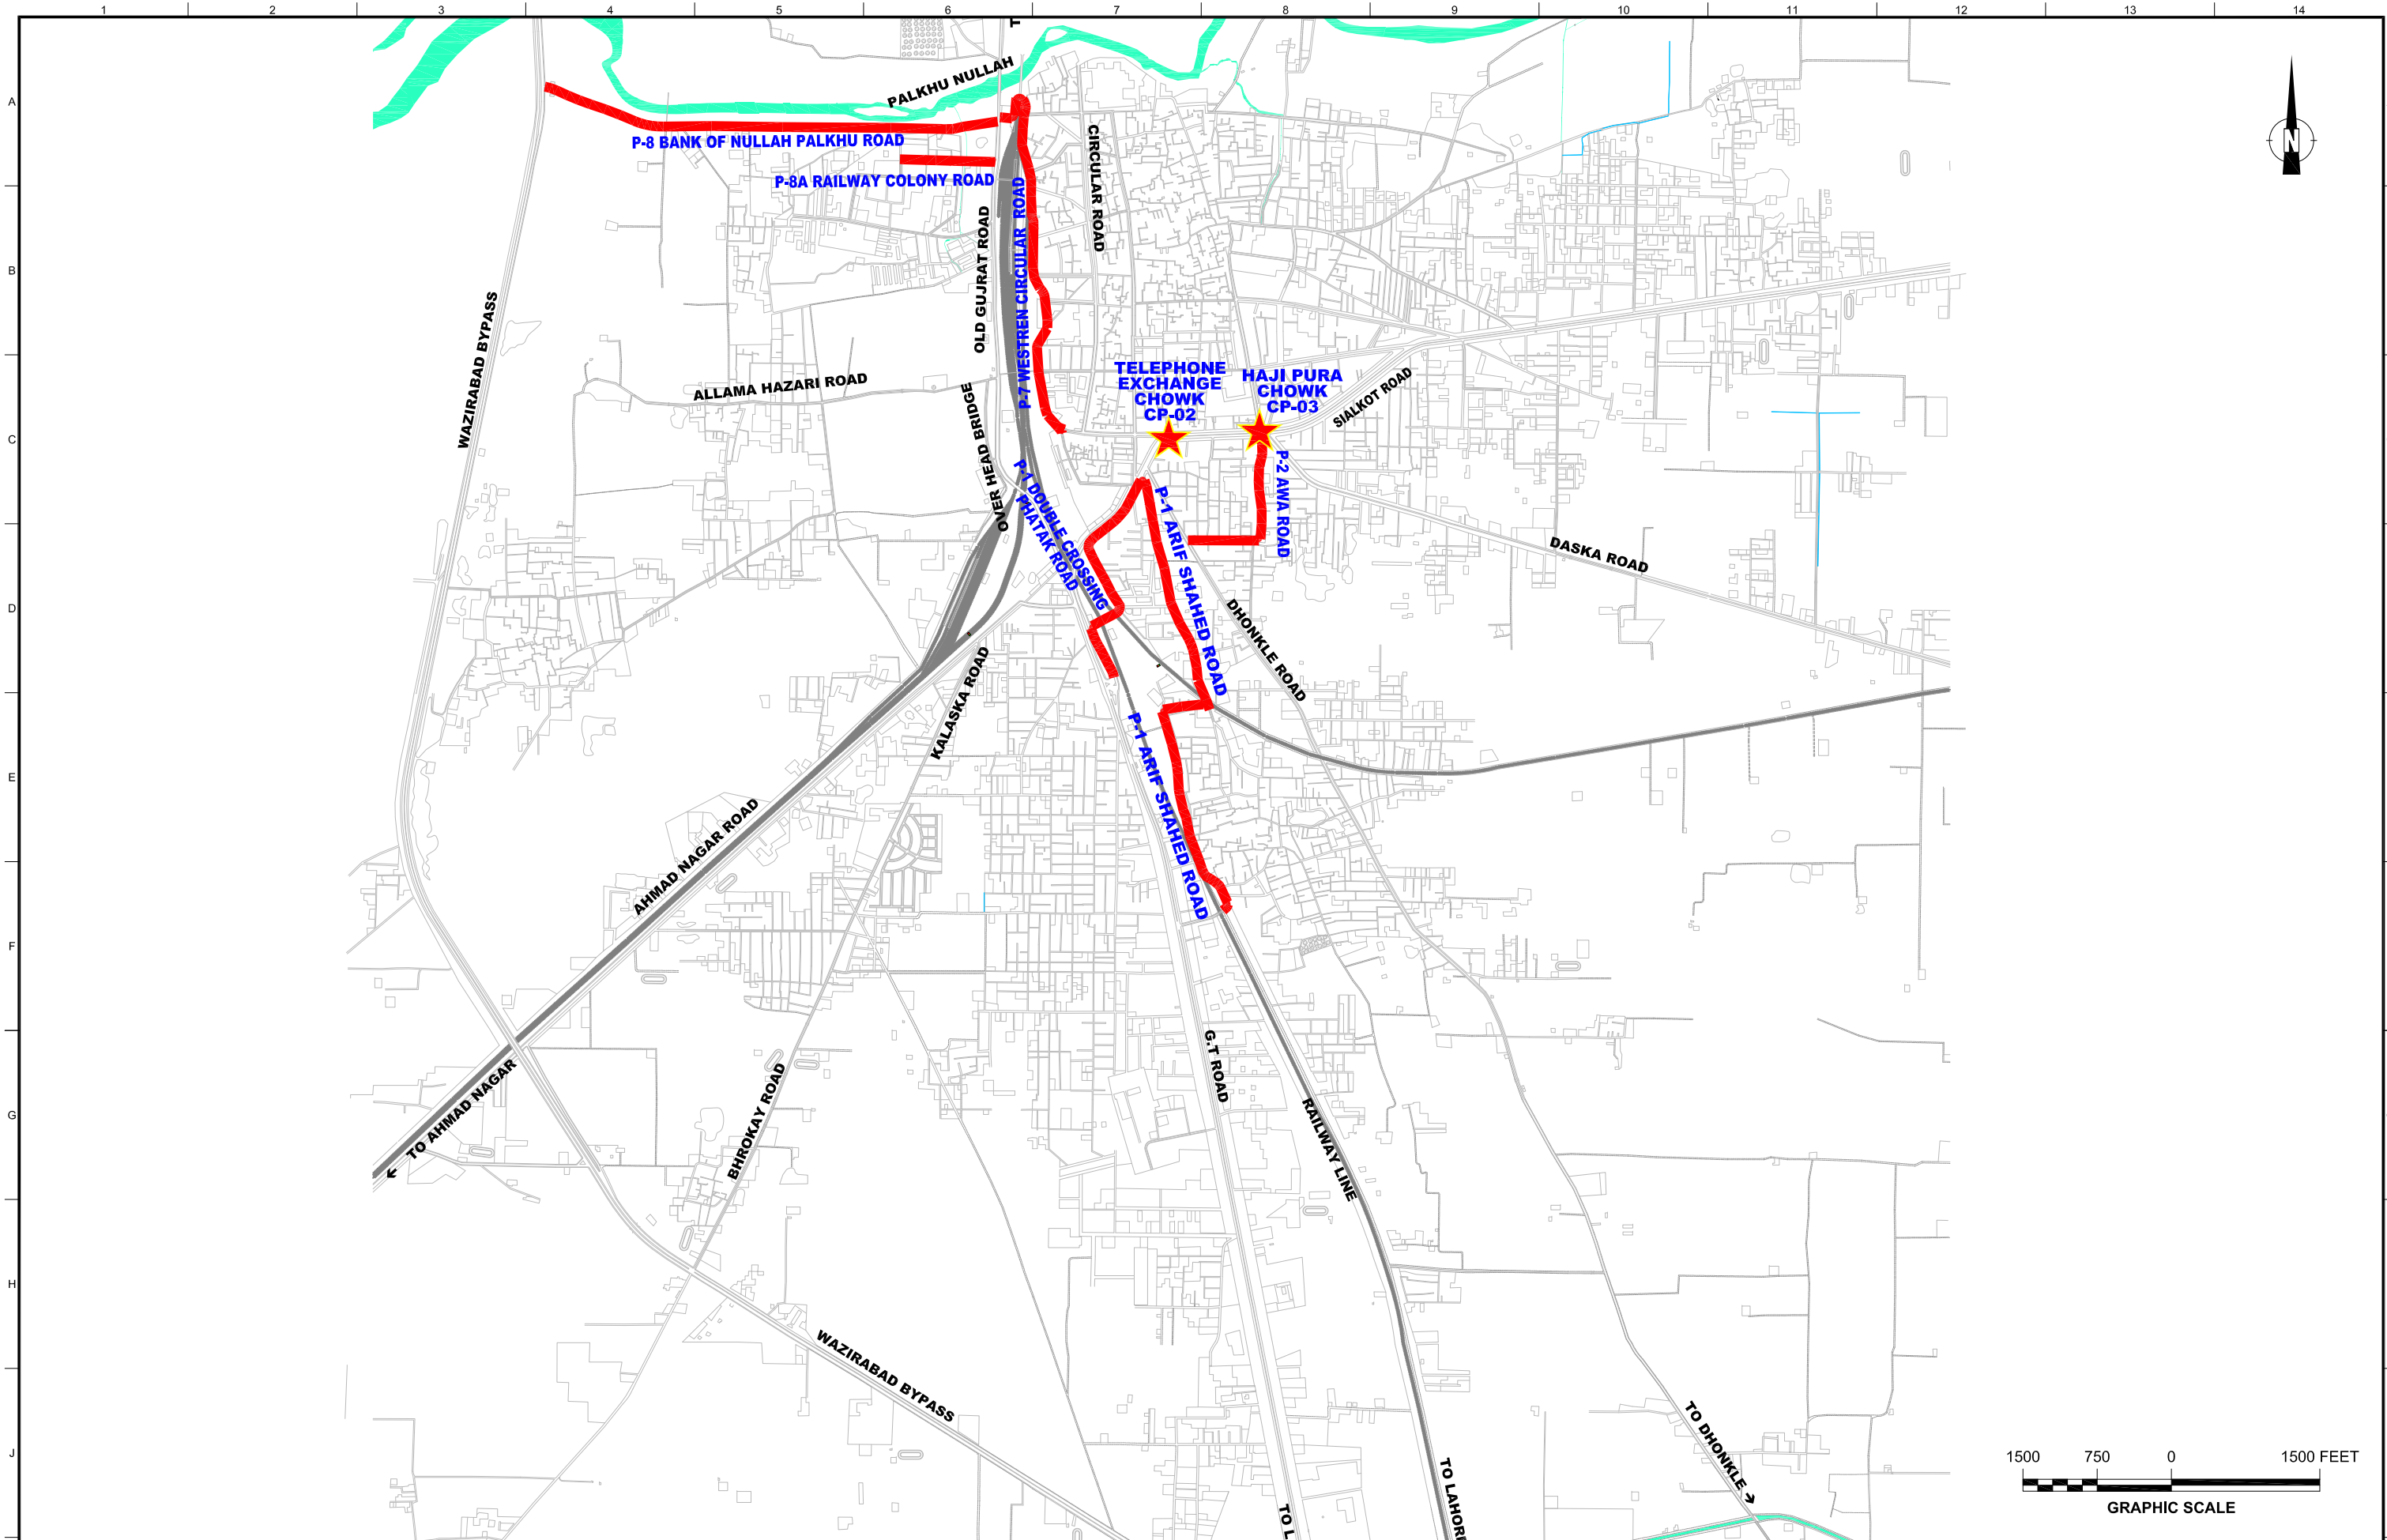 1 2 3 4 5 6 7 8 9 10 11 12 13 14
A
B
C
D
E
F
G
H
J
T
PALKHU NULLAH
P-8 BANK OF NULLAH PALKHU ROAD
P-8A RAILWAY COLONY ROAD
CIRCULAR ROAD
OLD GUJRAT ROAD
P-7 WESTREN CIRCULAR ROAD
WAZIRABAD BYPASS
ALLAMA HAZARI ROAD
OVER HEAD BRIDGE
TELEPHONE
EXCHANGE
CHOWK
CP-02
HAJI PURA
CHOWK
CP-03
SIALKOT ROAD
P-1 DOUBLE CROSSING
PHATAK ROAD
P-1 ARIF SHAHED ROAD
P-2 AWA ROAD
DASKA ROAD
DHONKLE ROAD
KALASKA ROAD
P-1 ARIF SHAHED ROAD
AHMAD NAGAR ROAD
G.T ROAD
TO AHMAD NAGAR
BHROKAY ROAD
RAILWAY LINE
WAZIRABAD BYPASS
TO DHONKLE
TO LAHOR
TO L
N
1500 750 0 1500 FEET
GRAPHIC SCALE